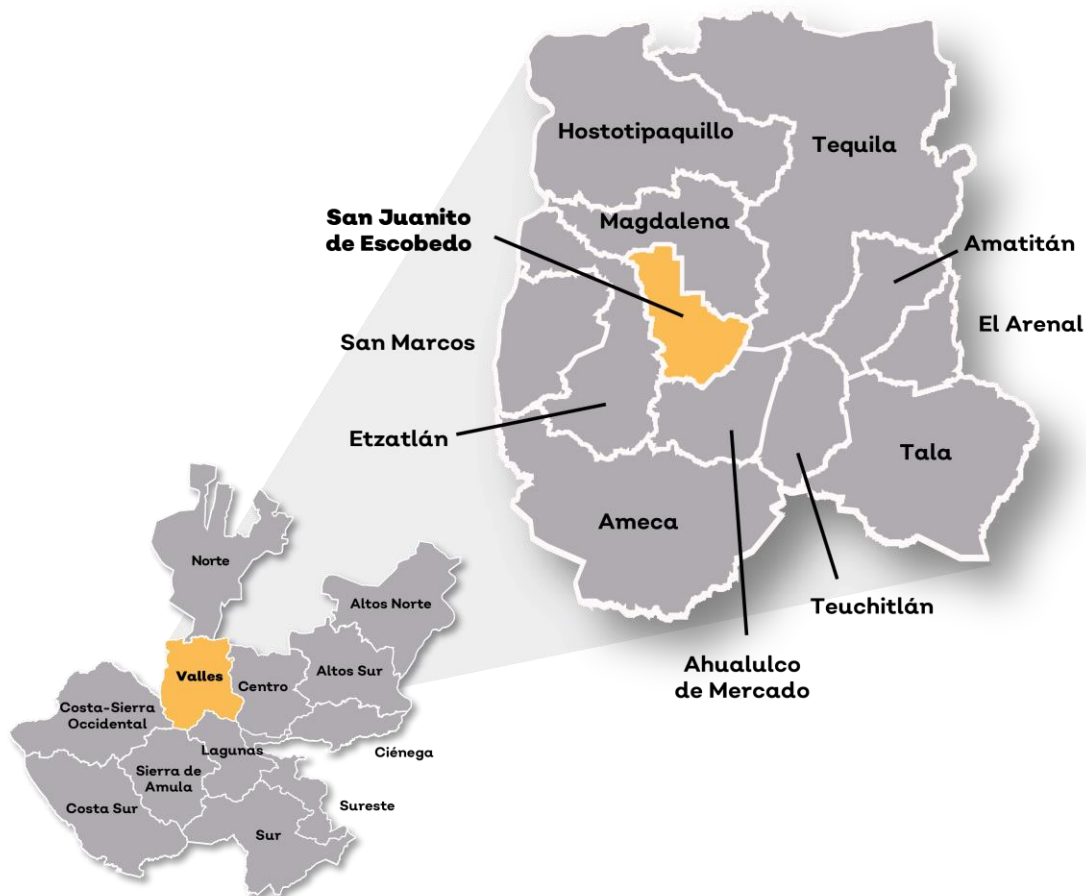 Hostotipaquillo
Tequila
San Juanito
de Escobedo
Magdalena
Amatitán
El Arenal
San Marcos
Etzatlán
Tala
Ameca
Teuchitlán
Ahualulco
de Mercado
Norte
Altos Norte
Valles
Centro
Altos Sur
Costa-Sierra
Occidental
Lagunas
Ciénega
Sierra de
Amula
Costa Sur
Sureste
Sur